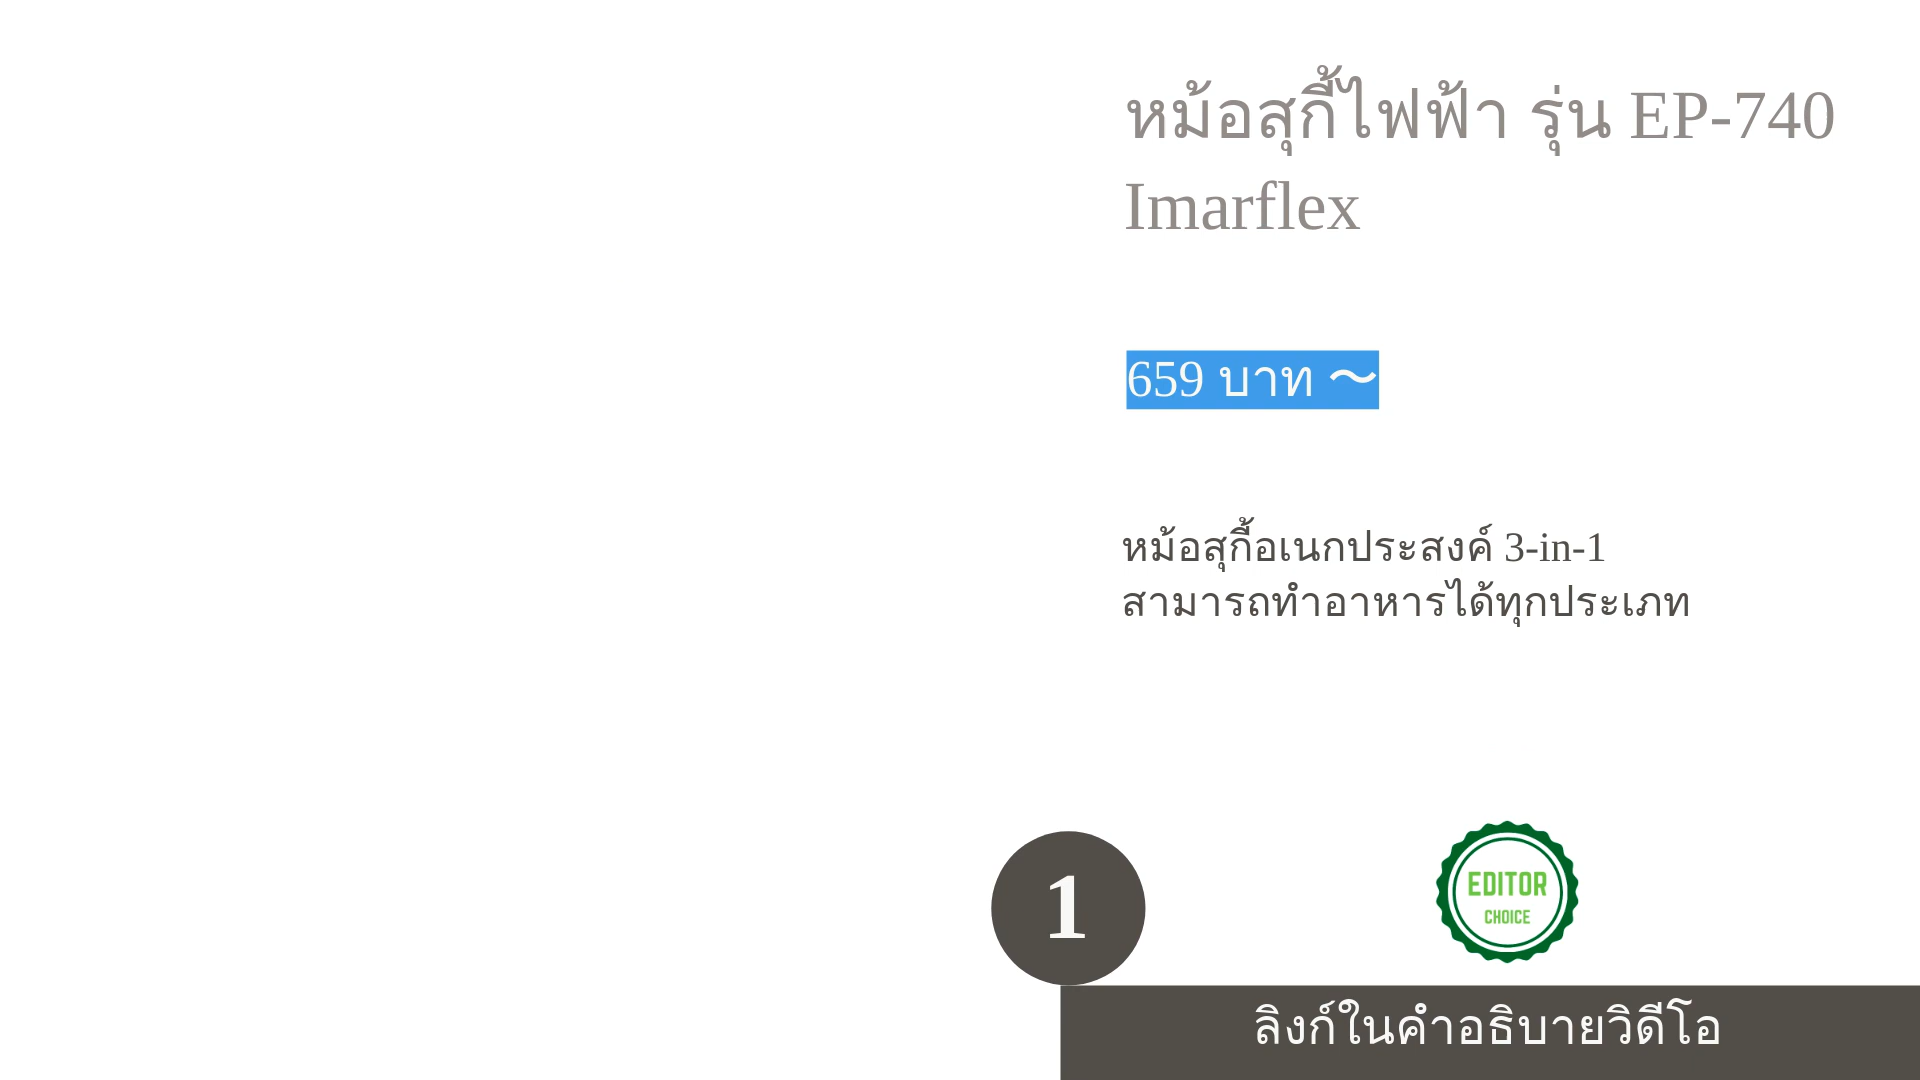 หม้อสุกี้ไฟฟ้า รุ่น EP-740
Imarflex
659 บาท ～
หม้อสุกี้อเนกประสงค์ 3-in-1
สามารถทำอาหารได้ทุกประเภท
1
EDITOR
CHOICE
ลิงก์ในคำอธิบายวิดีโอ